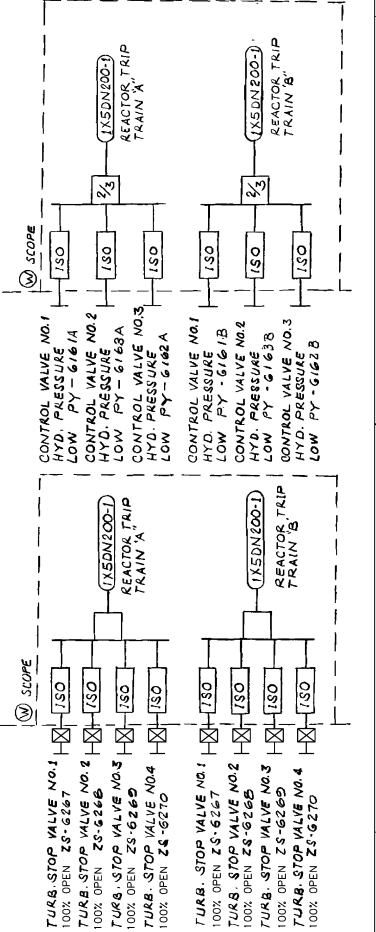 W SCOPE
TURB. STOP VALVE NO.1
100% OPEN ZS-6267
TURB. STOP VALVE NO.2
100% OPEN ZS-6268
TURB. STOP VALVE NO.3
100% OPEN ZS-6269
TURB. STOP VALVE NO.4
100% OPEN ZS-6270
ISO
ISO
ISO
ISO
1X5DN200-1
REACTOR TRIP
TRAIN 'A'
TURB. STOP VALVE NO.1
100% OPEN ZS-6267
TURB. STOP VALVE NO.2
100% OPEN ZS-6268
TURB. STOP VALVE NO.3
100% OPEN ZS-6269
TURB. STOP VALVE NO.4
100% OPEN ZS-6270
ISO
ISO
ISO
ISO
1X5DN200-1
REACTOR TRIP
TRAIN 'B'
W SCOPE
CONTROL VALVE NO.1
HYD. PRESSURE
LOW PY - 6161A
CONTROL VALVE NO.2
HYD. PRESSURE
LOW PY - 6163A
CONTROL VALVE NO.3
HYD. PRESSURE
LOW PY - 6162A
ISO
ISO
ISO
2/3
1X5DN200-1
REACTOR TRIP
TRAIN "A"
CONTROL VALVE NO.1
HYD. PRESSURE
LOW PY - 6161B
CONTROL VALVE NO.2
HYD. PRESSURE
LOW PY - 6163B
CONTROL VALVE NO.3
HYD. PRESSURE
LOW PY - 6162B
ISO
ISO
ISO
2/3
1X5DN200-1
REACTOR TRIP
TRAIN "B"